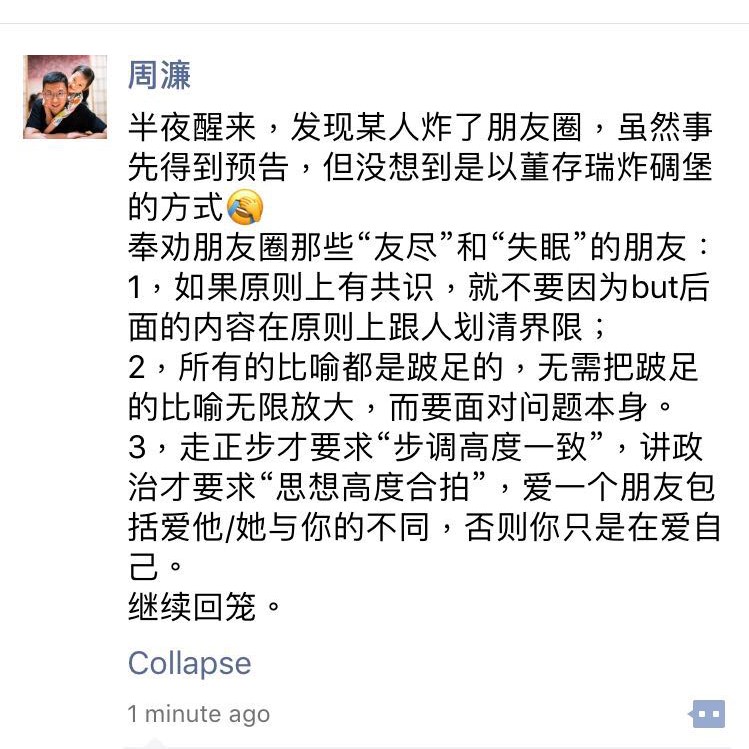 周濂
半夜醒来，发现某人炸了朋友圈，虽然事
先得到预告，但没想到是以董存瑞炸碉堡
的方式🤦
奉劝朋友圈那些“友尽”和“失眠”的朋友：
1，如果原则上有共识，就不要因为but后
面的内容在原则上跟人划清界限；
2，所有的比喻都是跛足的，无需把跛足
的比喻无限放大，而要面对问题本身。
3，走正步才要求“步调高度一致”，讲政
治才要求“思想高度合拍”，爱一个朋友包
括爱他/她与你的不同，否则你只是在爱自
己。
继续回笼。
Collapse
1 minute ago